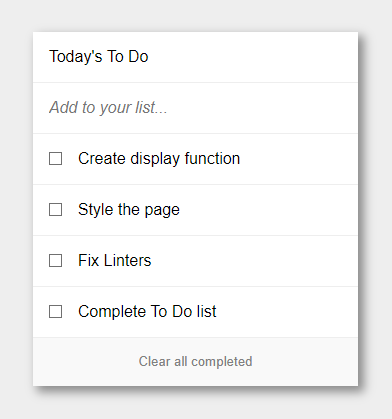 Today's To Do
Add to your list...
Create display function
Style the page
Fix Linters
Complete To Do list
Clear all completed